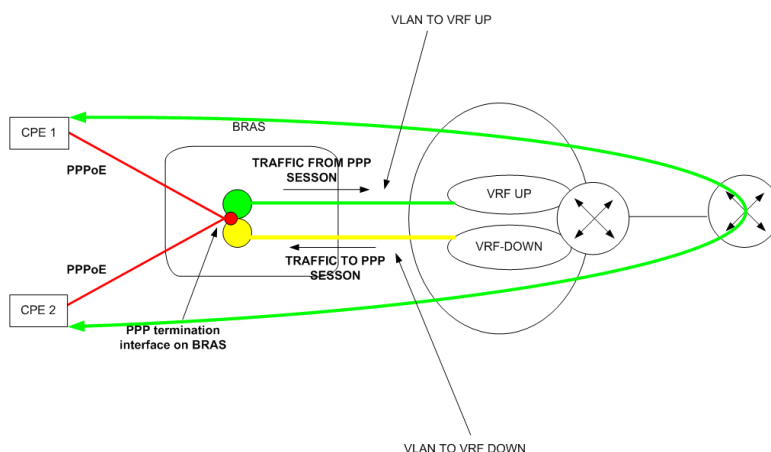 VLAN TO VRF UP
CPE 1
BRAS
PPPoE
TRAFFIC FROM PPP
SESSON
VRF UP
VRF-DOWN
TRAFFIC TO PPP
SESSON
PPPoE
CPE 2
PPP termination
interface on BRAS
VLAN TO VRF DOWN